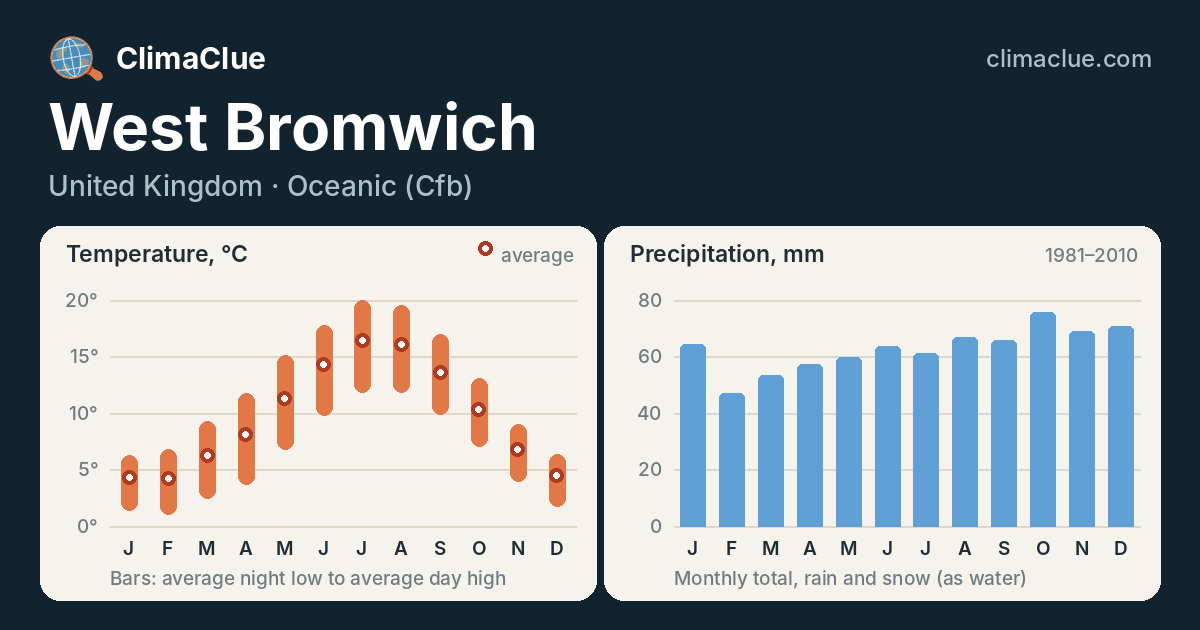 ClimaClue
climaclue.com
West Bromwich
United Kingdom · Oceanic (Cfb)
Temperature, °C
average
20°
15°
10°
5°
0°
J F M A M J J A S O N D
Bars: average night low to average day high
Precipitation, mm
1981–2010
80
60
40
20
0
J F M A M J J A S O N D
Monthly total, rain and snow (as water)